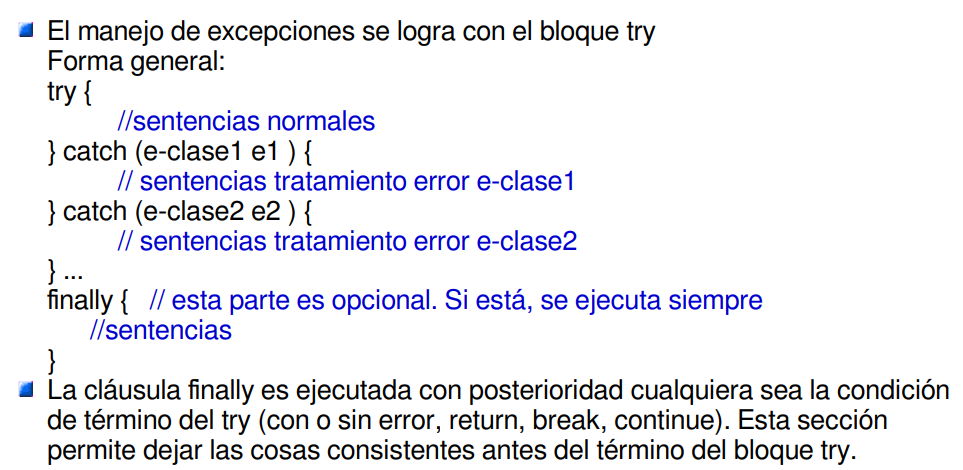 El manejo de excepciones se logra con el bloque try
Forma general:
try {
//sentencias normales
} catch (e-clase1 e1 ) {
// sentencias tratamiento error e-clase1
} catch (e-clase2 e2 ) {
// sentencias tratamiento error e-clase2
} ...
finally { // esta parte es opcional. Si está, se ejecuta siempre
//sentencias
}
La cláusula finally es ejecutada con posterioridad cualquiera sea la condición
de término del try (con o sin error, return, break, continue). Esta sección
permite dejar las cosas consistentes antes del término del bloque try.